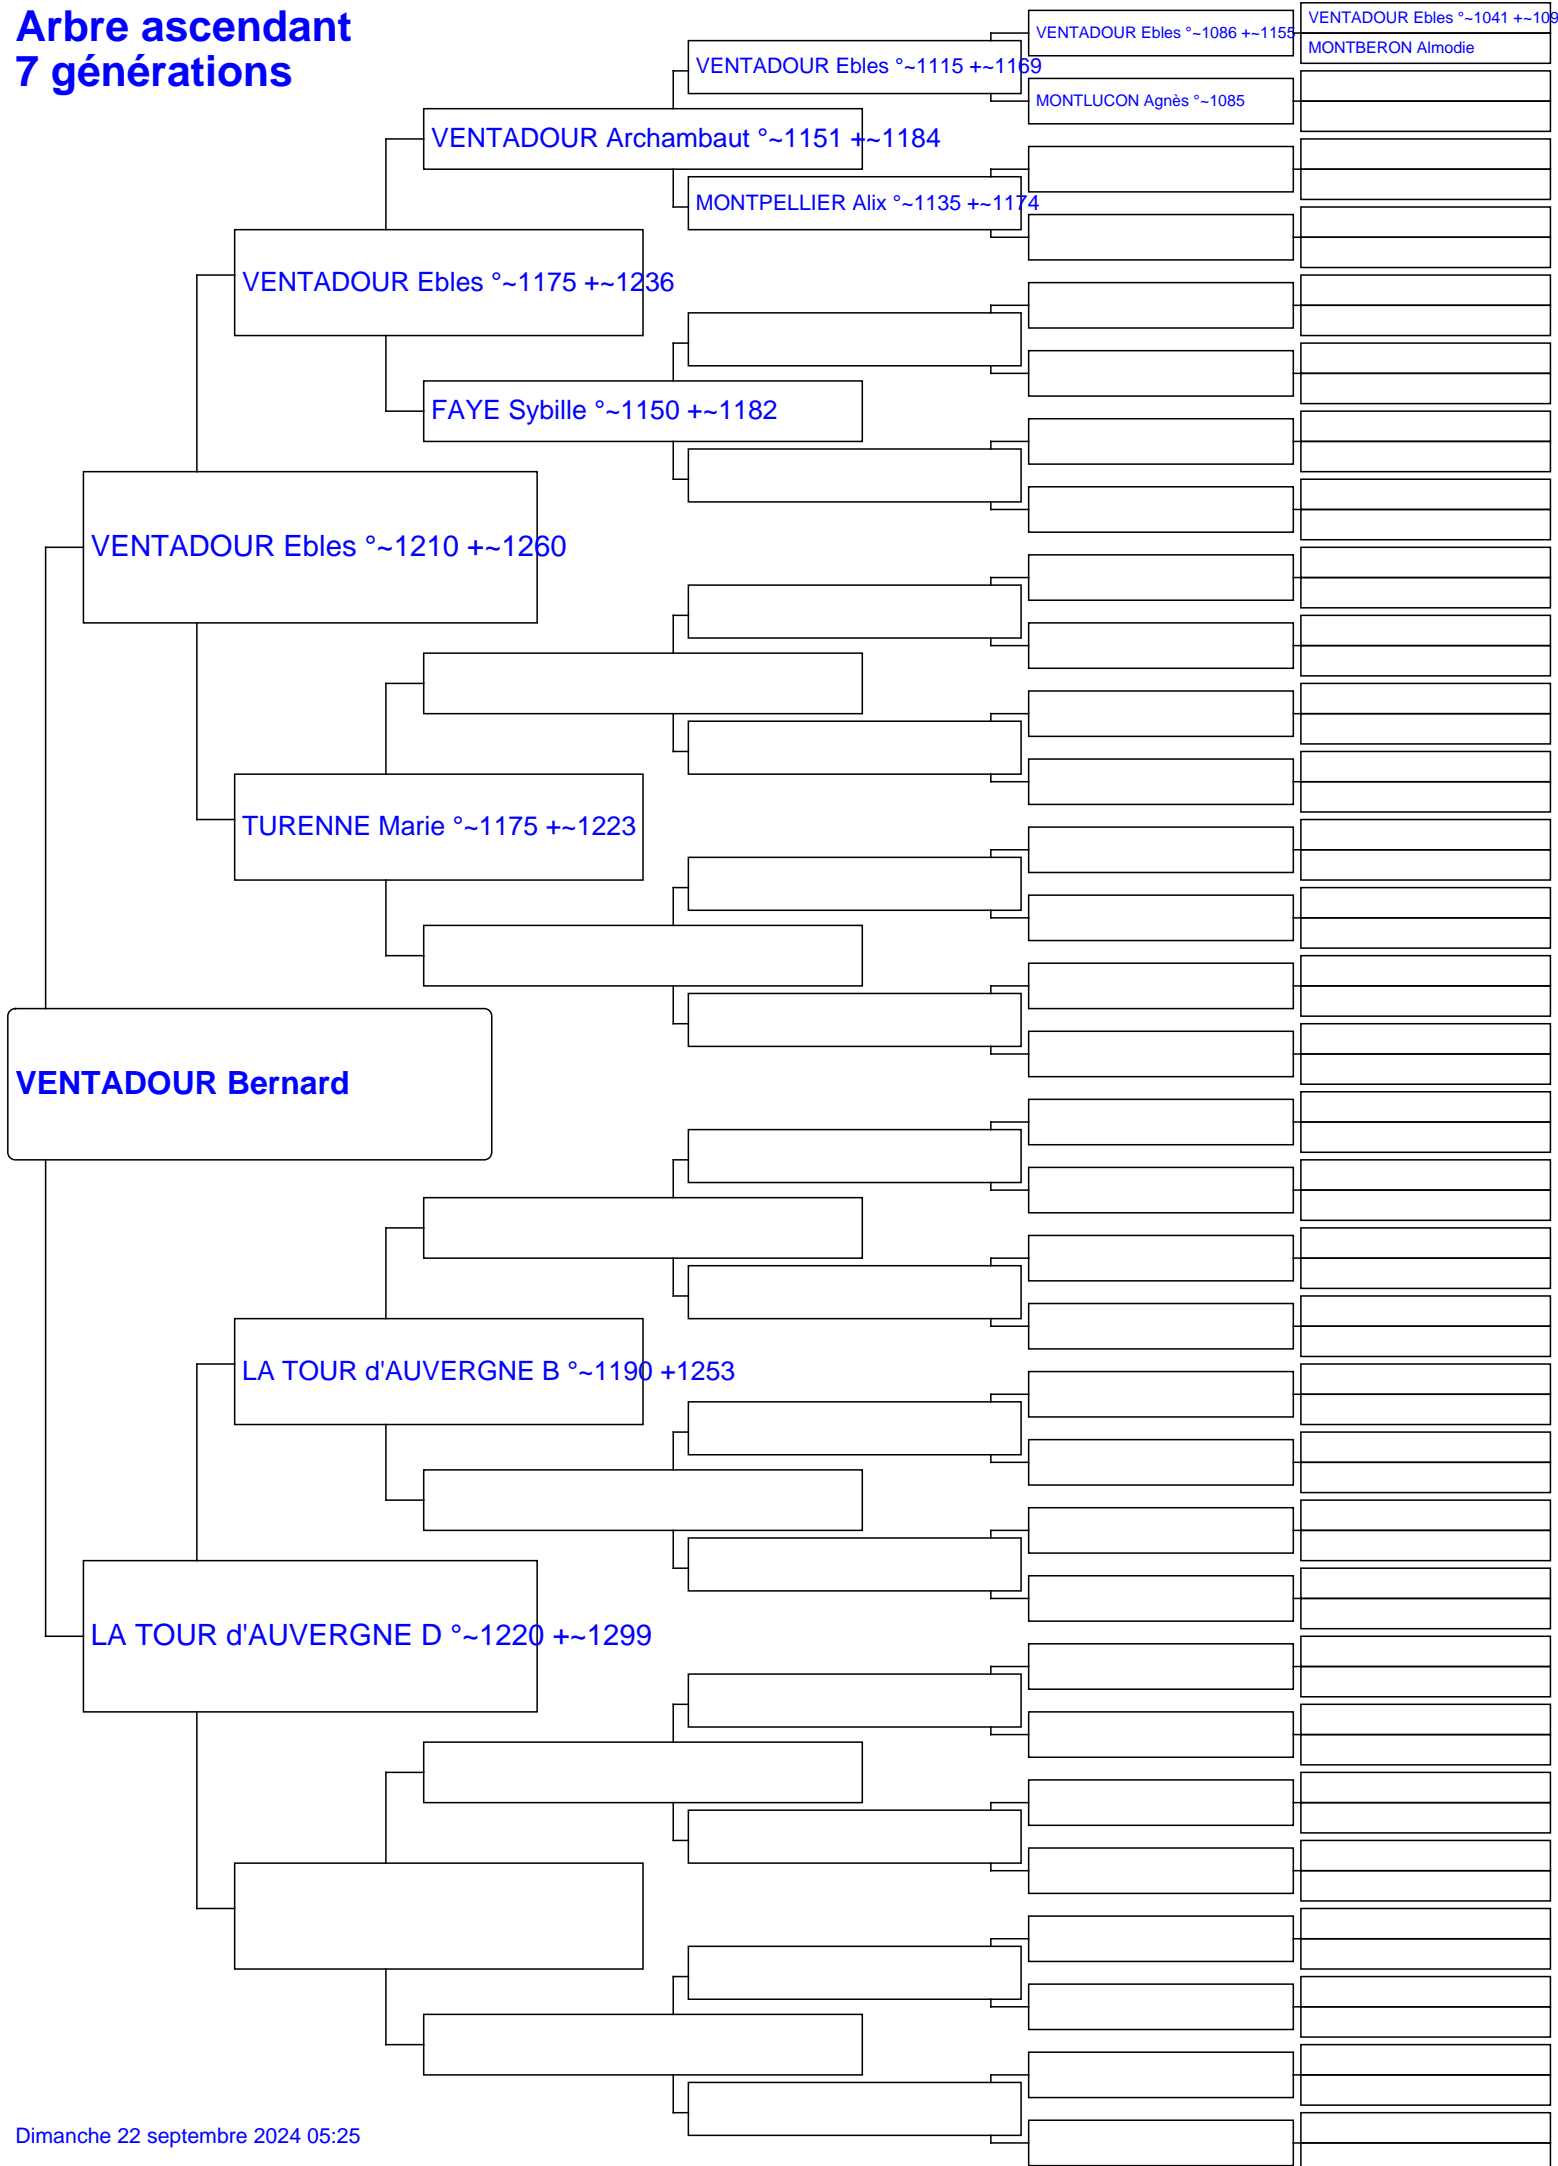 Arbre ascendant
7 générations
VENTADOUR Ebles °~1041 +~109
VENTADOUR Ebles °~1086 +~1155
MONTBERON Almodie
VENTADOUR Ebles °~1115 +~1169
MONTLUCON Agnès °~1085
VENTADOUR Archambaut °~1151 +~1184
MONTPELLIER Alix °~1135 +~1174
VENTADOUR Ebles °~1175 +~1236
FAYE Sybille °~1150 +~1182
VENTADOUR Ebles °~1210 +~1260
TURENNE Marie °~1175 +~1223
VENTADOUR Bernard
LA TOUR d'AUVERGNE B °~1190 +1253
LA TOUR d'AUVERGNE D °~1220 +~1299
Dimanche 22 septembre 2024 05:25